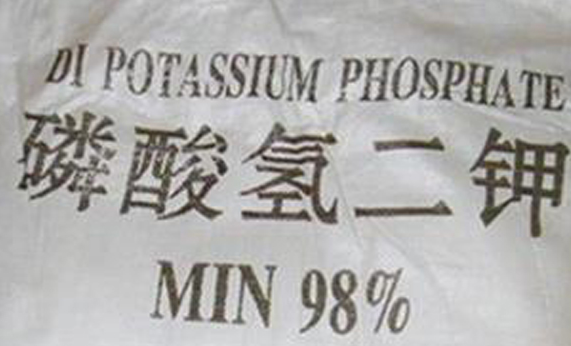 DI POTASSIUM PHOSPHATE
磷酸氢二钾
MIN 98%